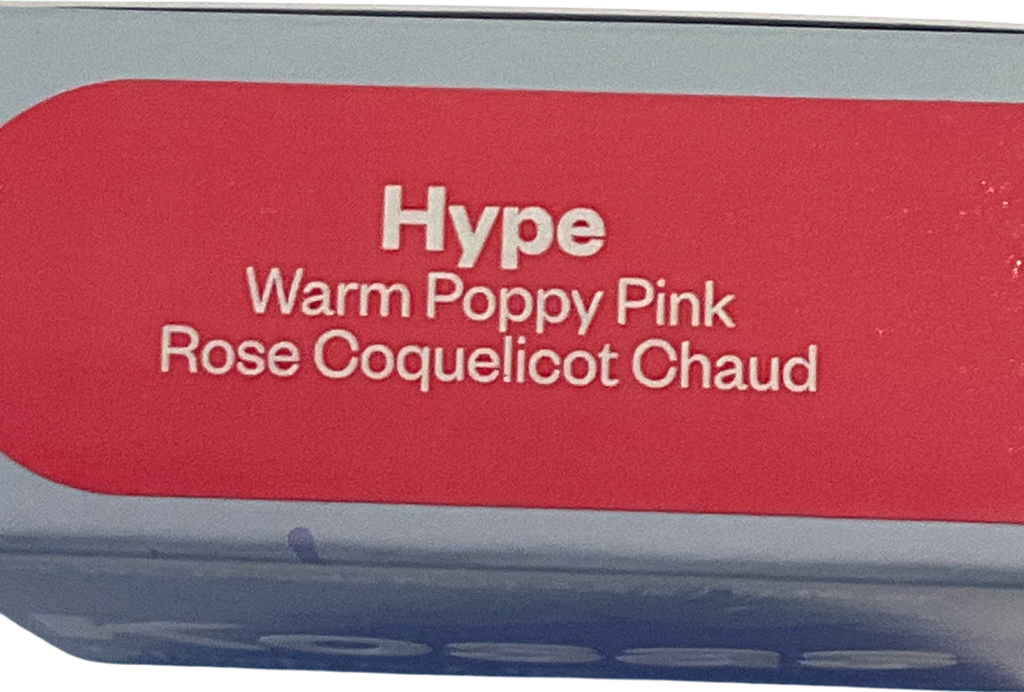 Hype
Warm Poppy Pink
Rose Coquelicot Chaud